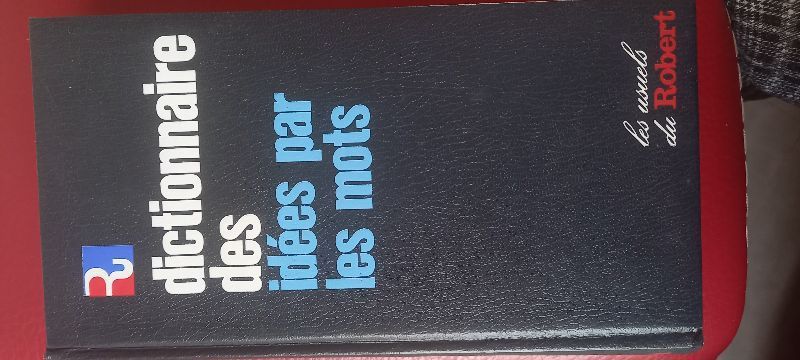 R
dictionnaire
des
idées par
les mots
les usuels
du Robert